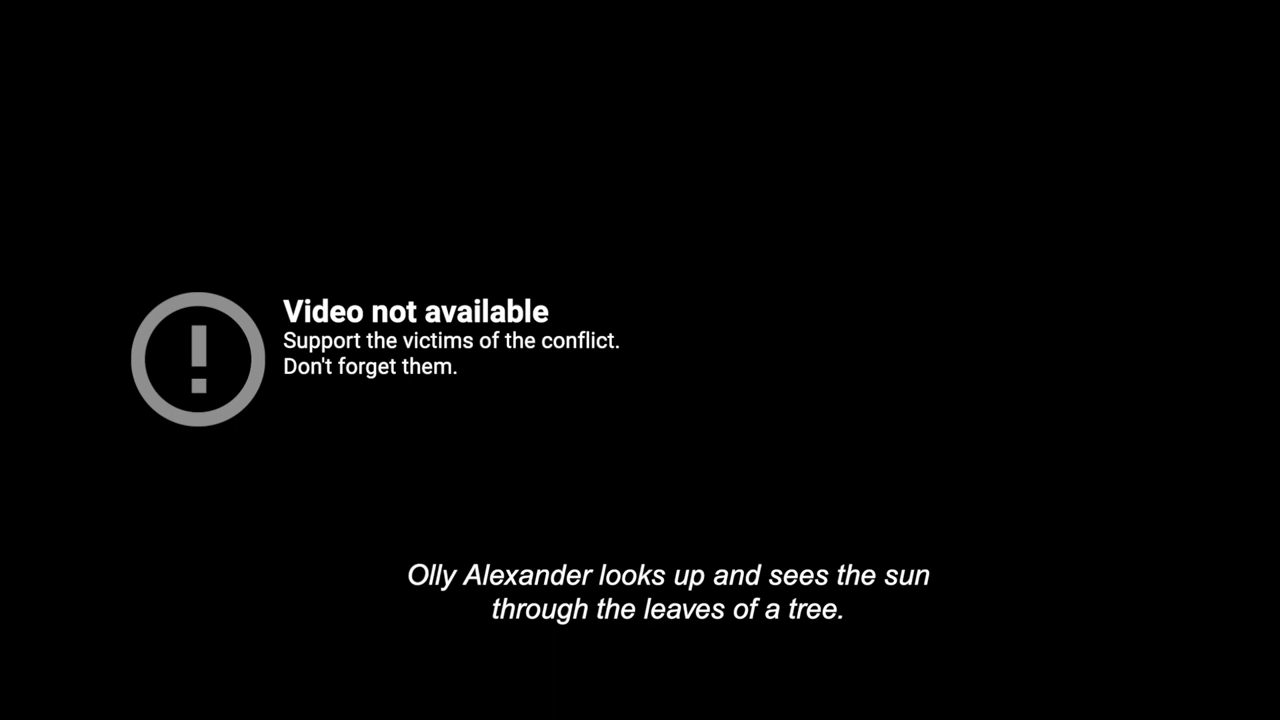 Video not available
Support the victims of the conflict.
Don't forget them.
Olly Alexander looks up and sees the sun
through the leaves of a tree.